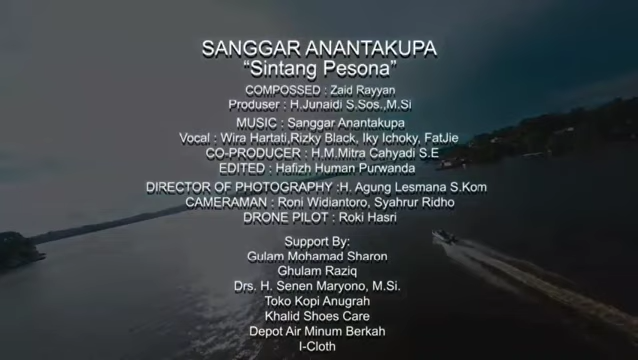 SANGGAR ANANTAKUPA
“Sintang Pesona”
COMPOSSED : Zaid Rayyan
Produser : H.Junaidi S.Sos.,M.Si
MUSIC : Sanggar Anantakupa
Vocal : Wira Hartati,Rizky Black, Iky Ichoky, FatJie
CO-PRODUCER : H.M.Mitra Cahyadi S.E
EDITED : Hafizh Human Purwanda
DIRECTOR OF PHOTOGRAPHY :H. Agung Lesmana S.Kom
CAMERAMAN : Roni Widiantoro, Syahrur Ridho
DRONE PILOT : Roki Hasri
Support By:
Gulam Mohamad Sharon
Ghulam Raziq
Drs. H. Senen Maryono, M.Si.
Toko Kopi Anugrah
Khalid Shoes Care
Depot Air Minum Berkah
I-Cloth